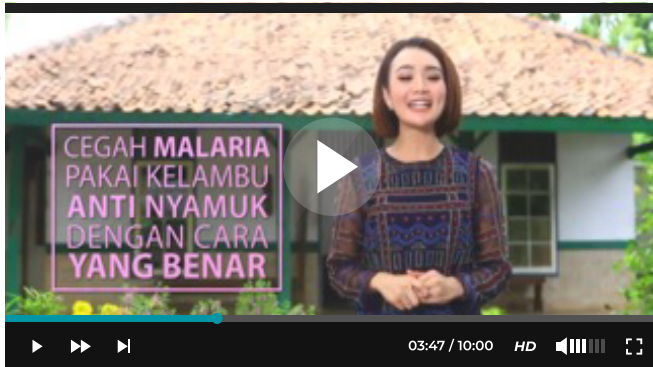 CEGAH MALARIA
PAKAI KELAMBU
ANTI NYAMUK
DENGAN CARA
YANG BENAR
03:47 / 10:00
HD